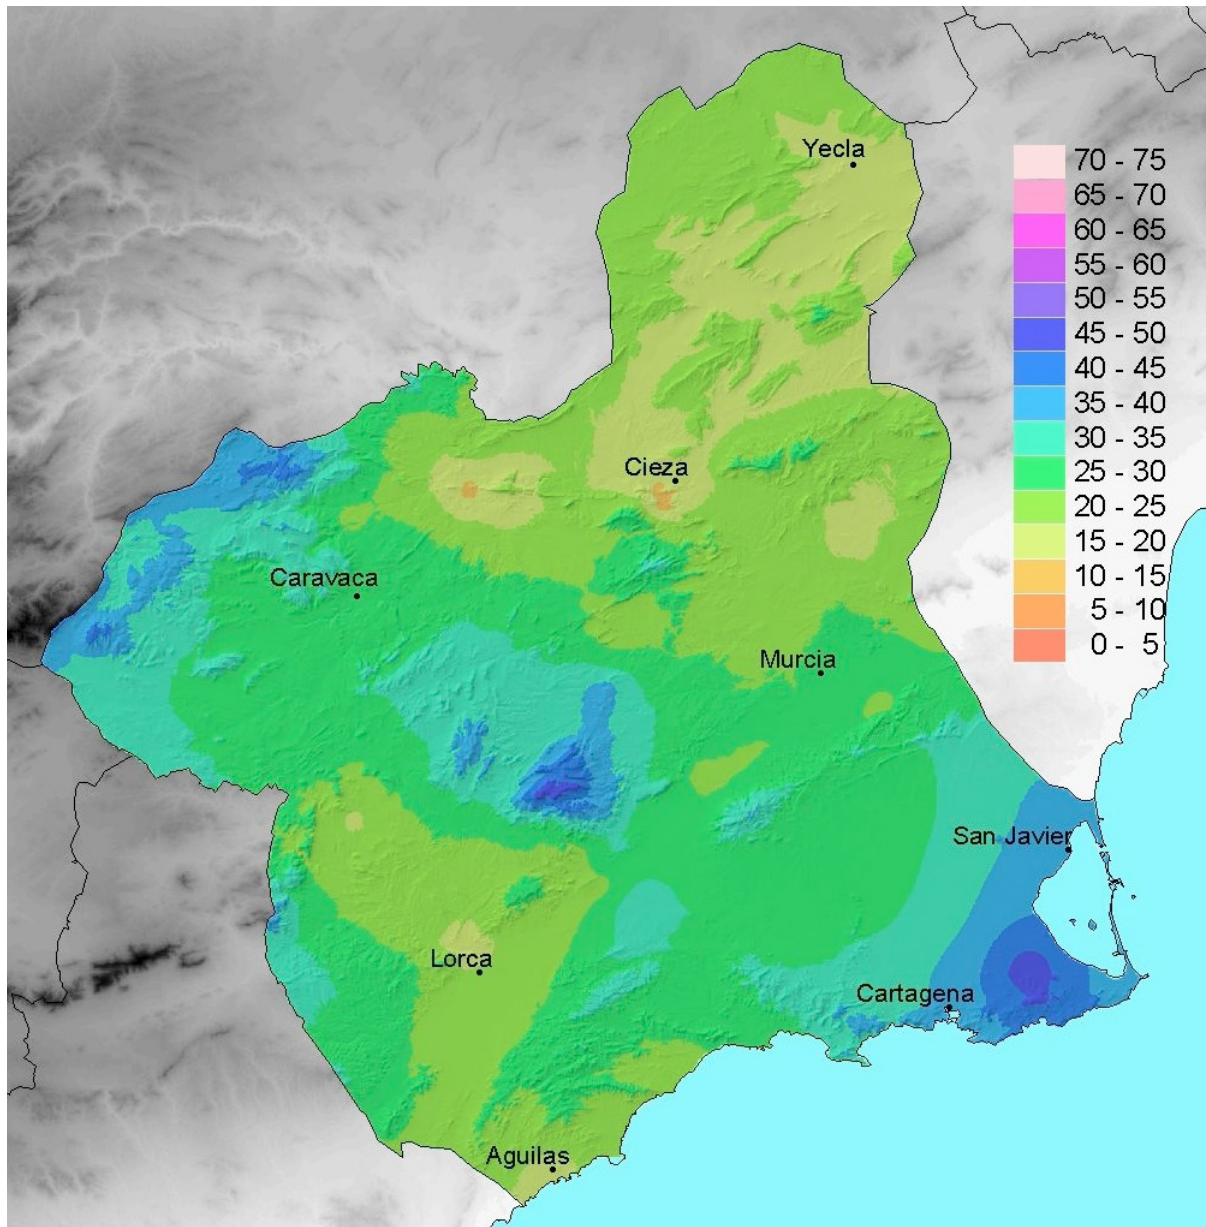 Yecla
70 - 75
65 - 70
60 - 65
55 - 60
50 - 55
45 - 50
40 - 45
35 - 40
30 - 35
25 - 30
20 - 25
15 - 20
10 - 15
5 - 10
0 - 5
Cieza
Caravaca
Murcia
San Javier
Lorca
Cartagena
Aguilas